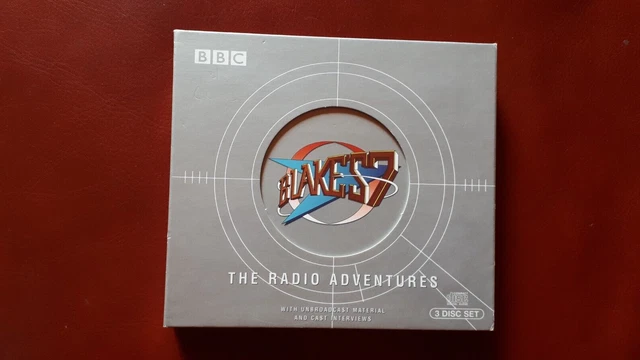 BBC
BLAKE'S 7
THE RADIO ADVENTURES
WITH UNBROADCAST MATERIAL
AND CAST INTERVIEWS
3 DISC SET